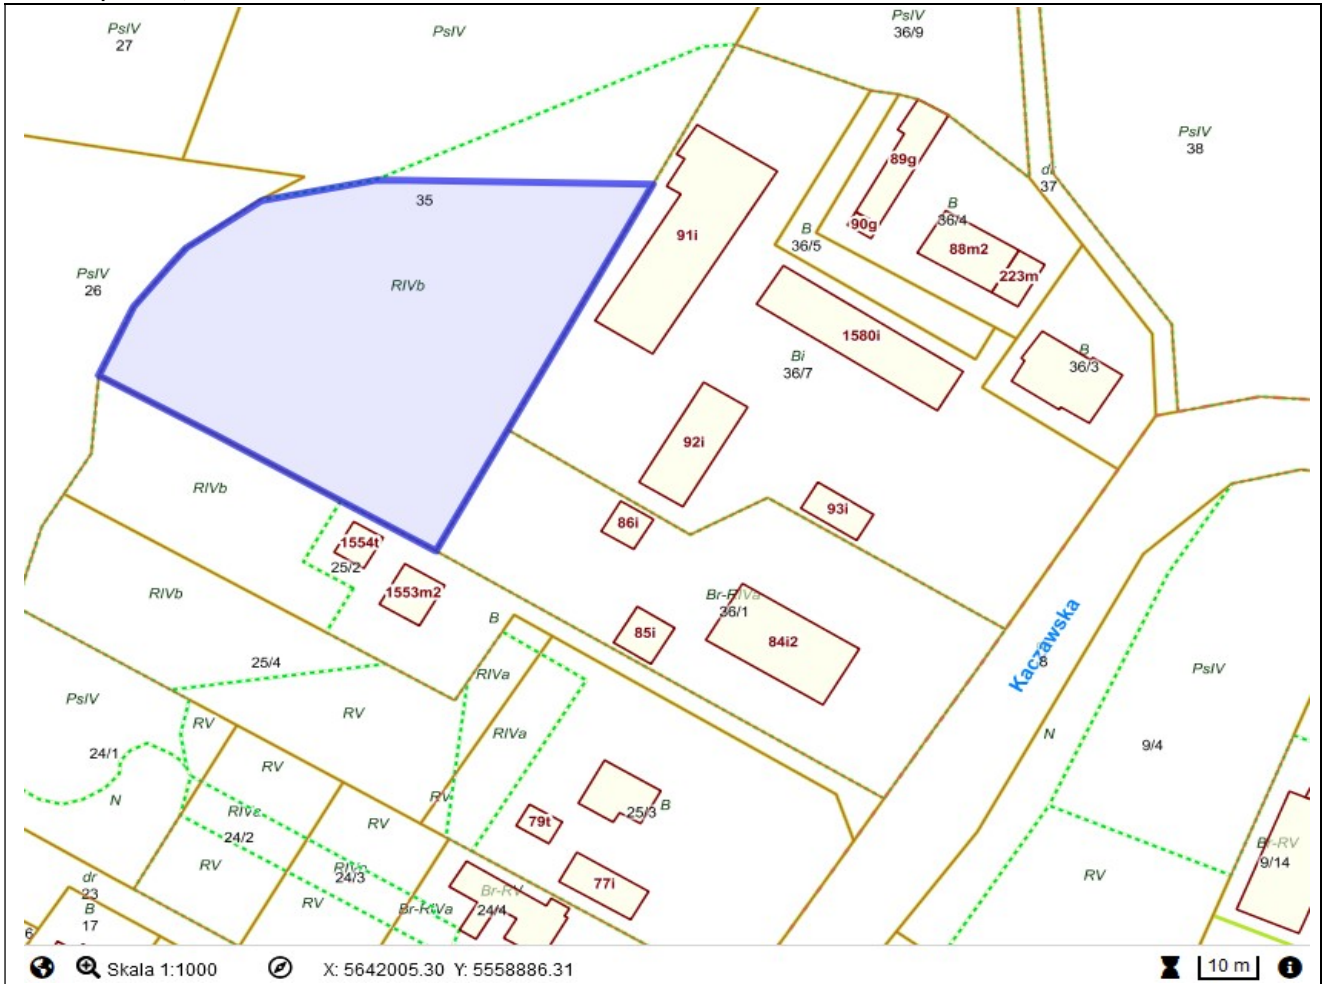 PsIV
27
PsIV
PsIV
36/9
PsIV
38
dr
37
89g
35
90g
B
36/4
B
36/5
88m2
223m
91i
PsIV
26
RIVb
1580i
Bi
36/7
B
36/3
92i
RIVb
93i
86i
1554t
25/2
1553m2
RIVb
Br-RIVa
36/1
B
85i
84i2
Kaczawska
8
25/4
RIVa
PsIV
PsIV
RV
RV
RIVa
N
9/4
24/1
RV
N
RV
RIVa
24/2
RV
B
25/3
79t
RV
RV
24/3
77i
Br-RV
9/14
RV
dr
23
B
17
RV
Br-RIVa
Br-RV
24/4
6
Skala 1:1000
X: 5642005.30 Y: 5558886.31
10 m